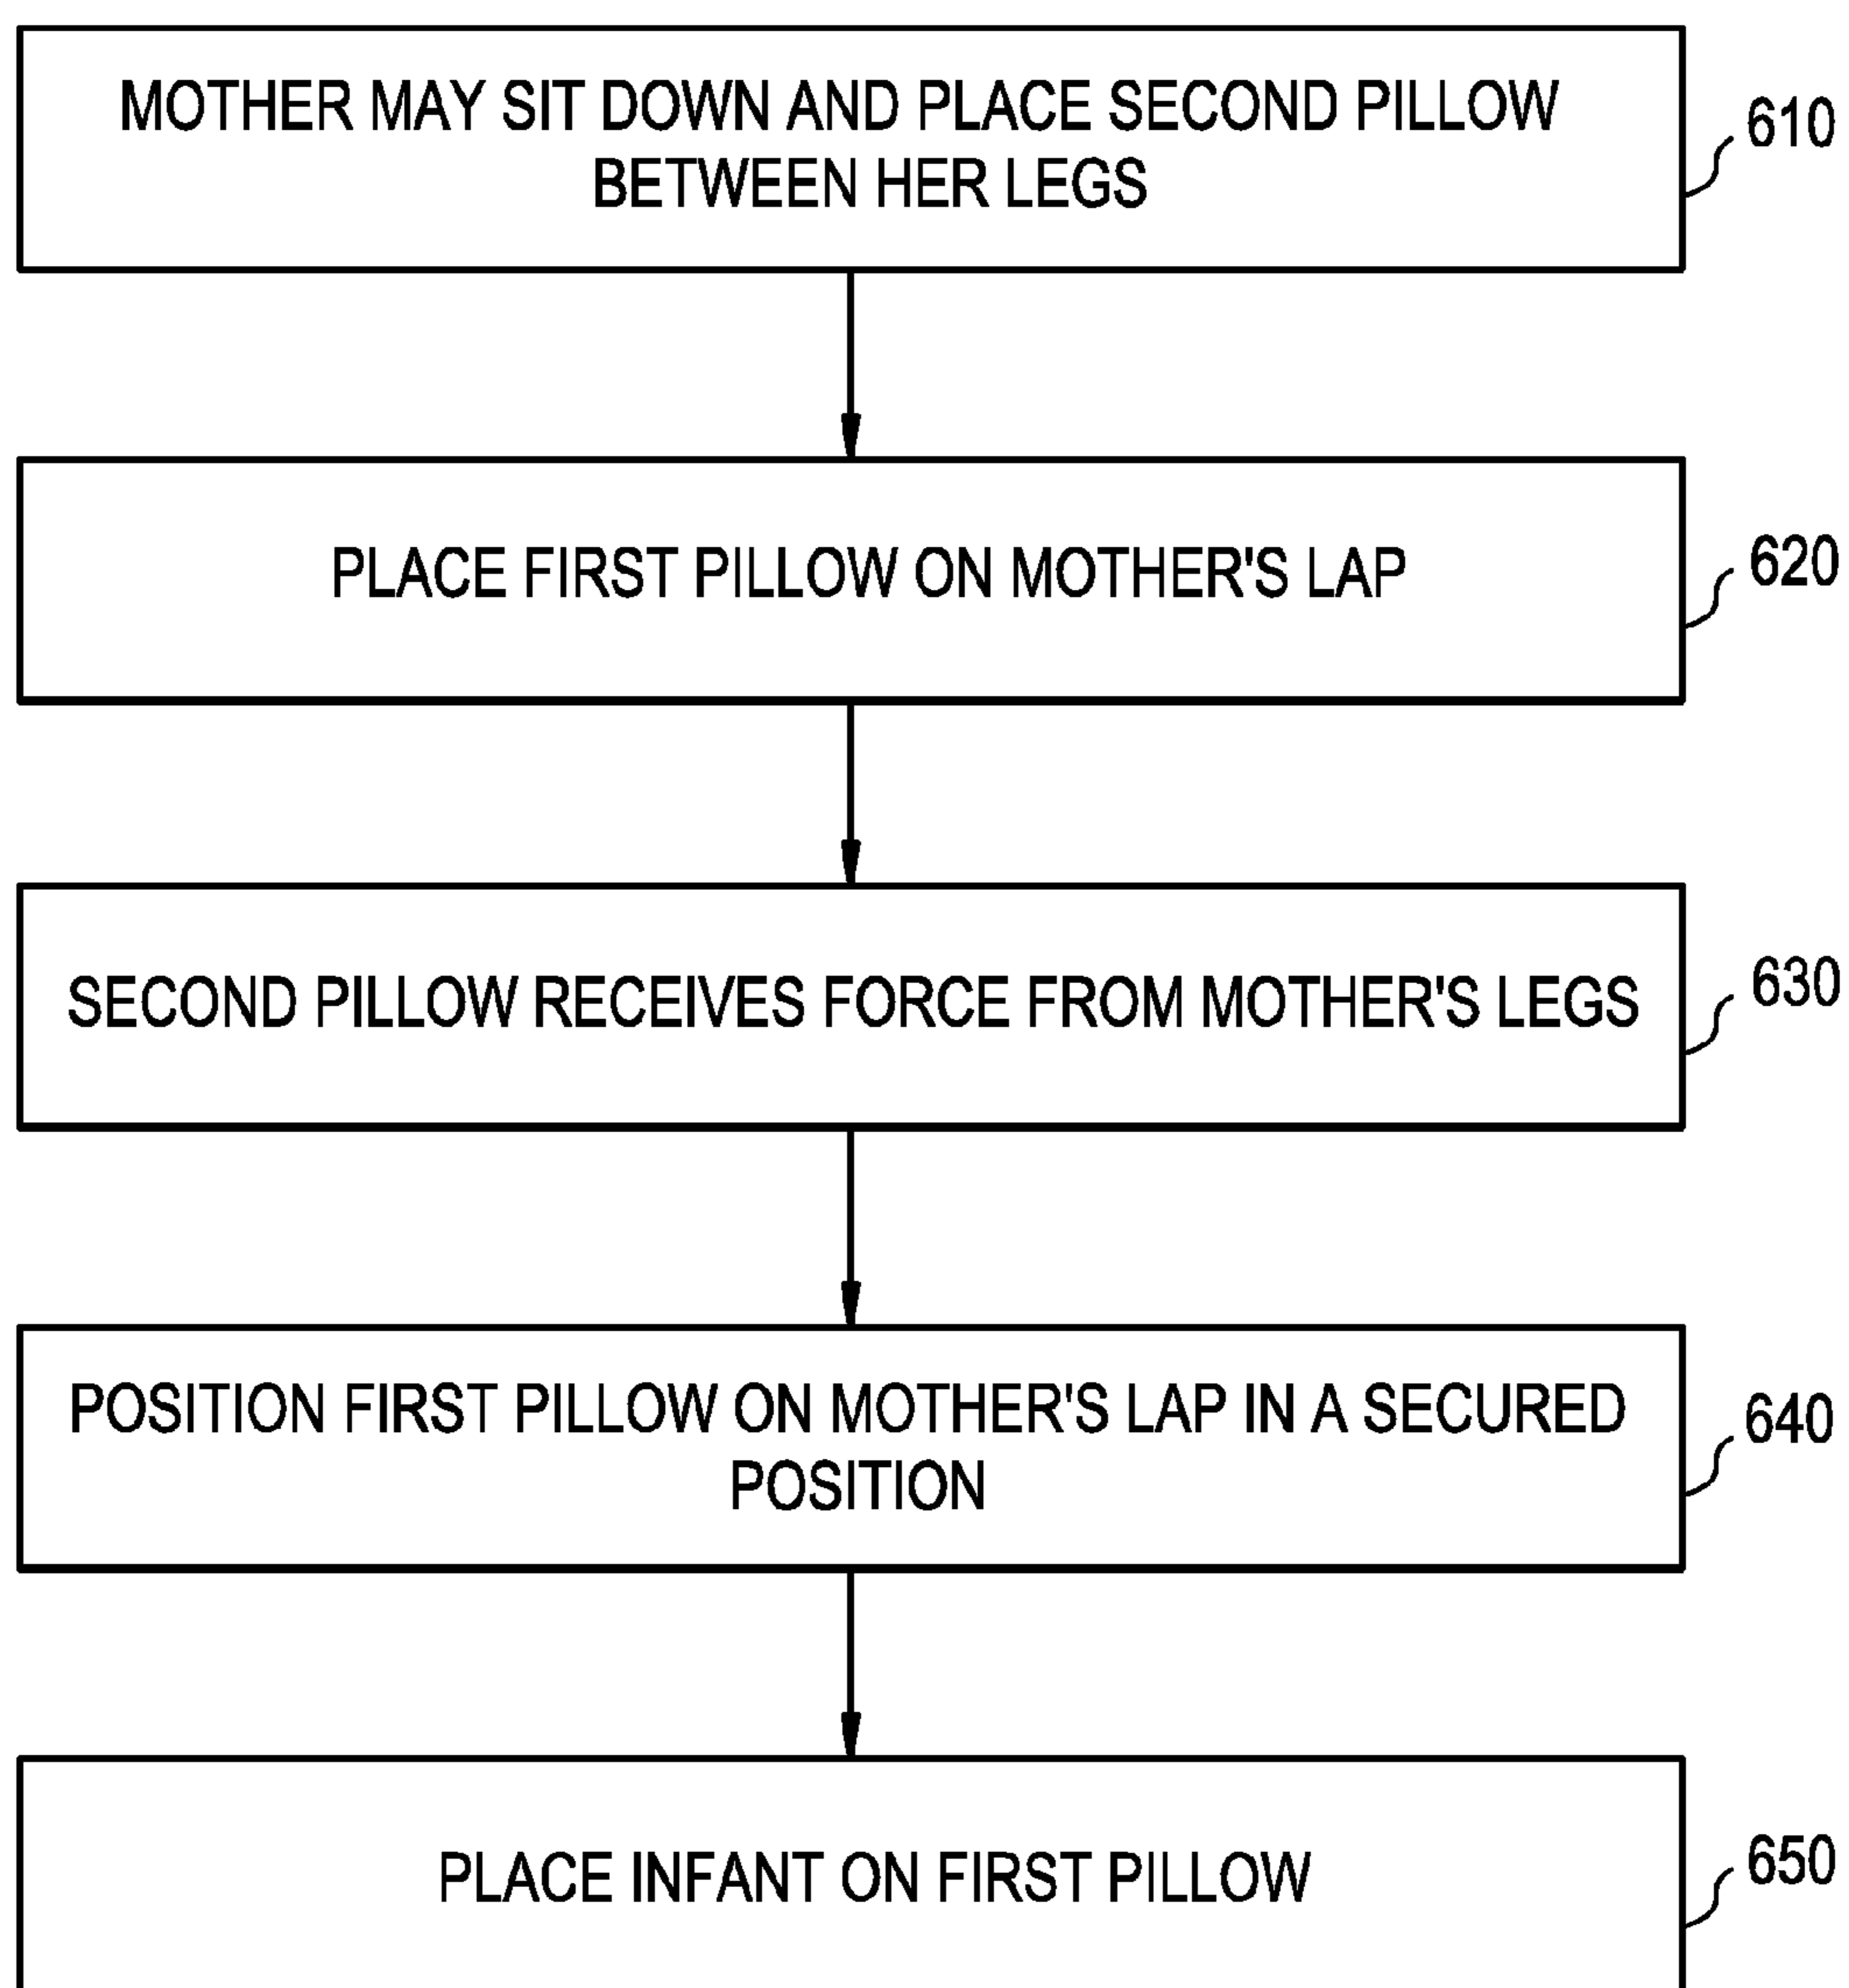 MOTHER MAY SIT DOWN AND PLACE SECOND PILLOW
BETWEEN HER LEGS
610
PLACE FIRST PILLOW ON MOTHER'S LAP
620
SECOND PILLOW RECEIVES FORCE FROM MOTHER'S LEGS
630
POSITION FIRST PILLOW ON MOTHER'S LAP IN A SECURED
POSITION
640
PLACE INFANT ON FIRST PILLOW
650